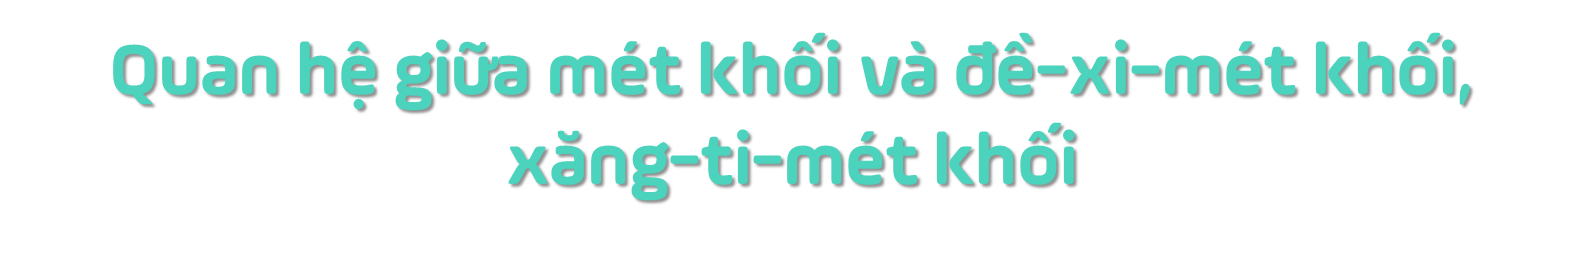 Quan hệ giữa mét khối và đề-xi-mét khối,
xăng-ti-mét khối